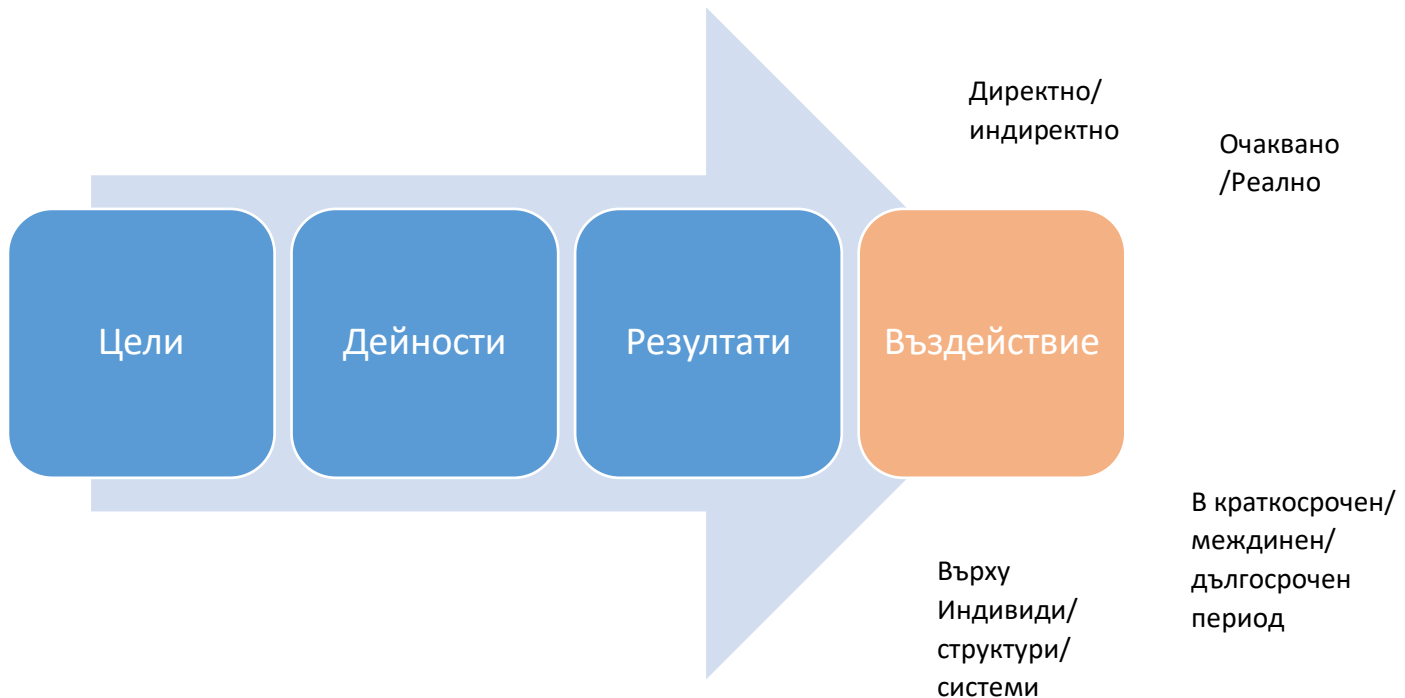 Директно/
индиректно
Очаквано
/Реално
Цели
Дейности
Резултати
Въздействие
В краткосрочен/
междинен/
дългосрочен
период
Върху
Индивиди/
структури/
системи